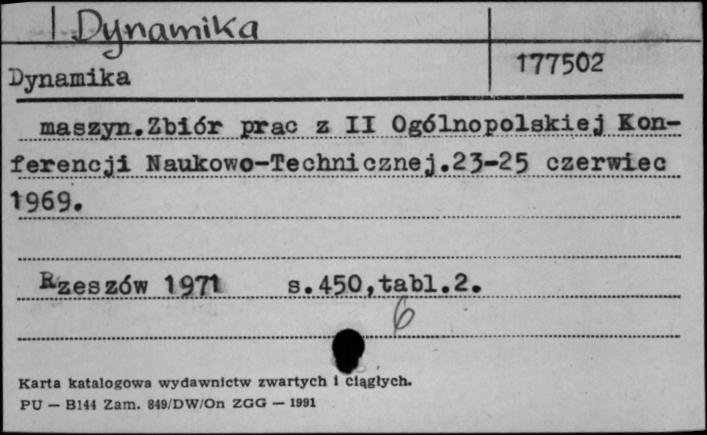 Dynamika
177502
Dynamika
maszyn.Zbiór prac z II Ogólnopolskiej Kon-
ferencji Naukowo-Technicznej.23-25 czerwiec
1969.
Rzeszów 1971 s.450,tabl.2.
6
Karta katalogowa wydawnictw zwartych i ciągłych.
PU — B144 Zam. 849/DW/On ZGG — 1991